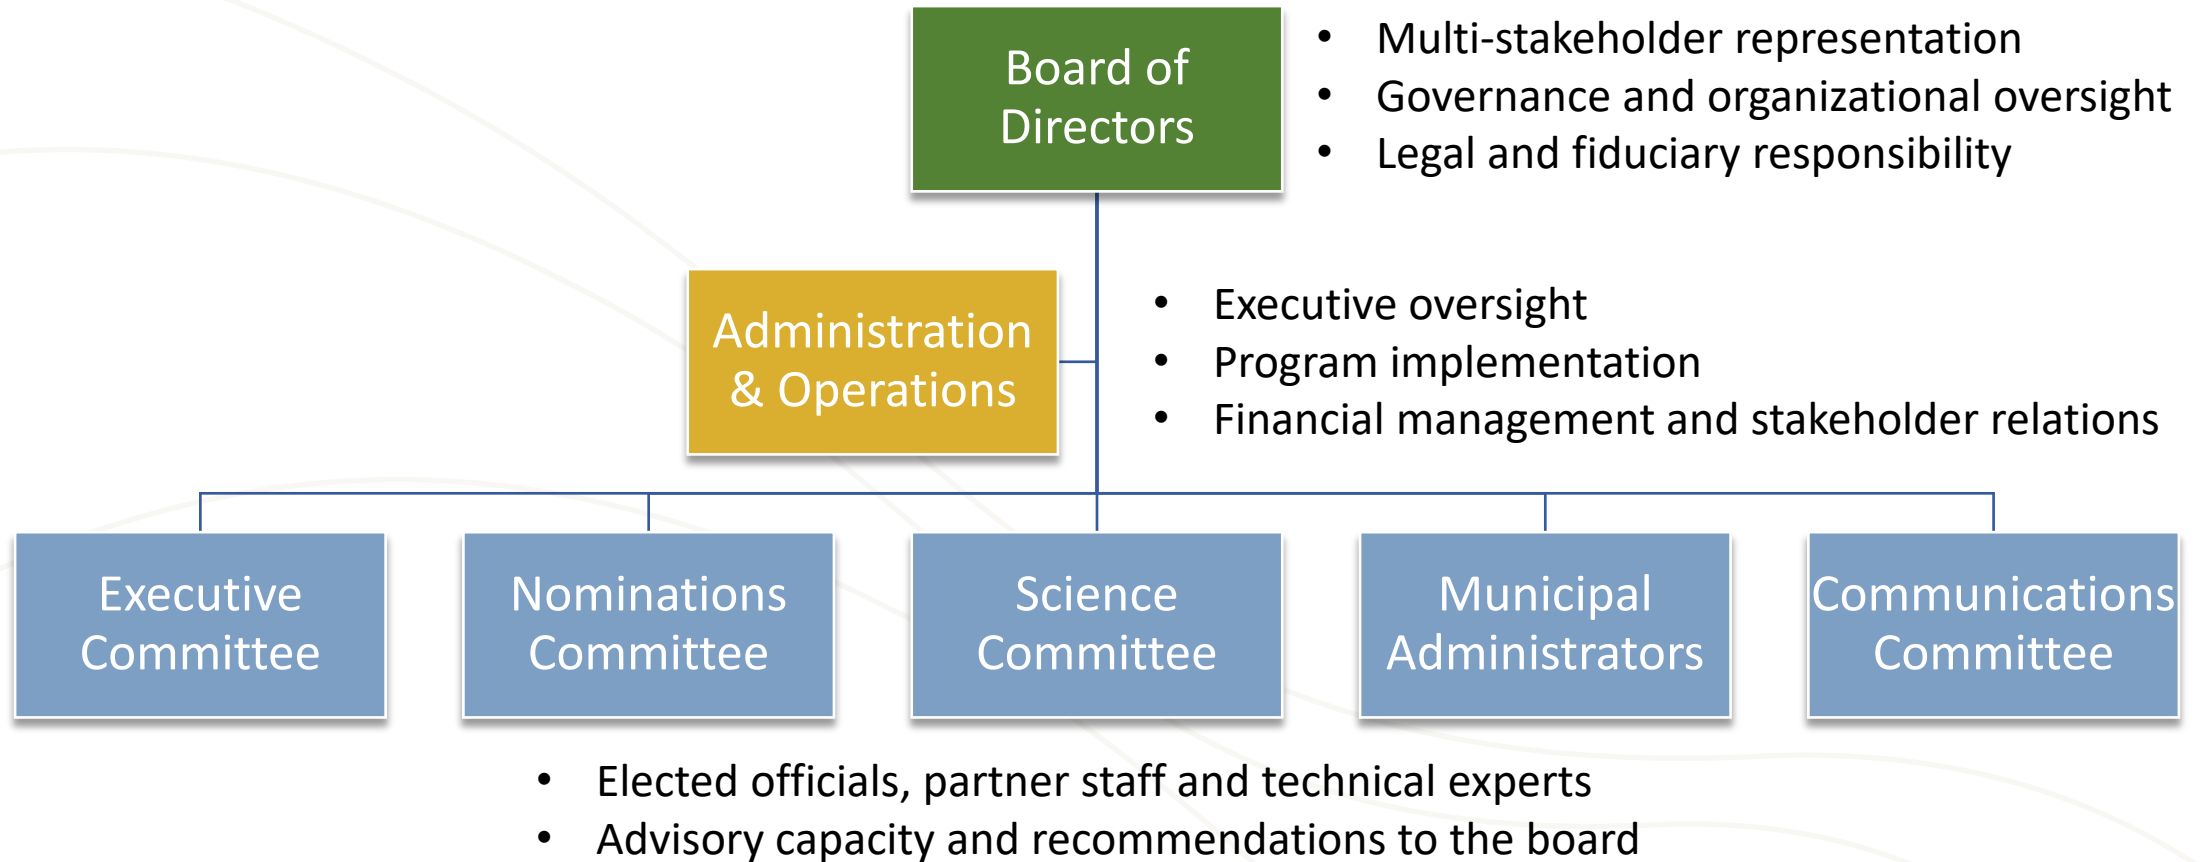 Board of
Directors
• Multi-stakeholder representation
• Governance and organizational oversight
• Legal and fiduciary responsibility
Administration
& Operations
• Executive oversight
• Program implementation
• Financial management and stakeholder relations
Executive
Committee
Nominations
Committee
Science
Committee
Municipal
Administrators
Communications
Committee
• Elected officials, partner staff and technical experts
• Advisory capacity and recommendations to the board